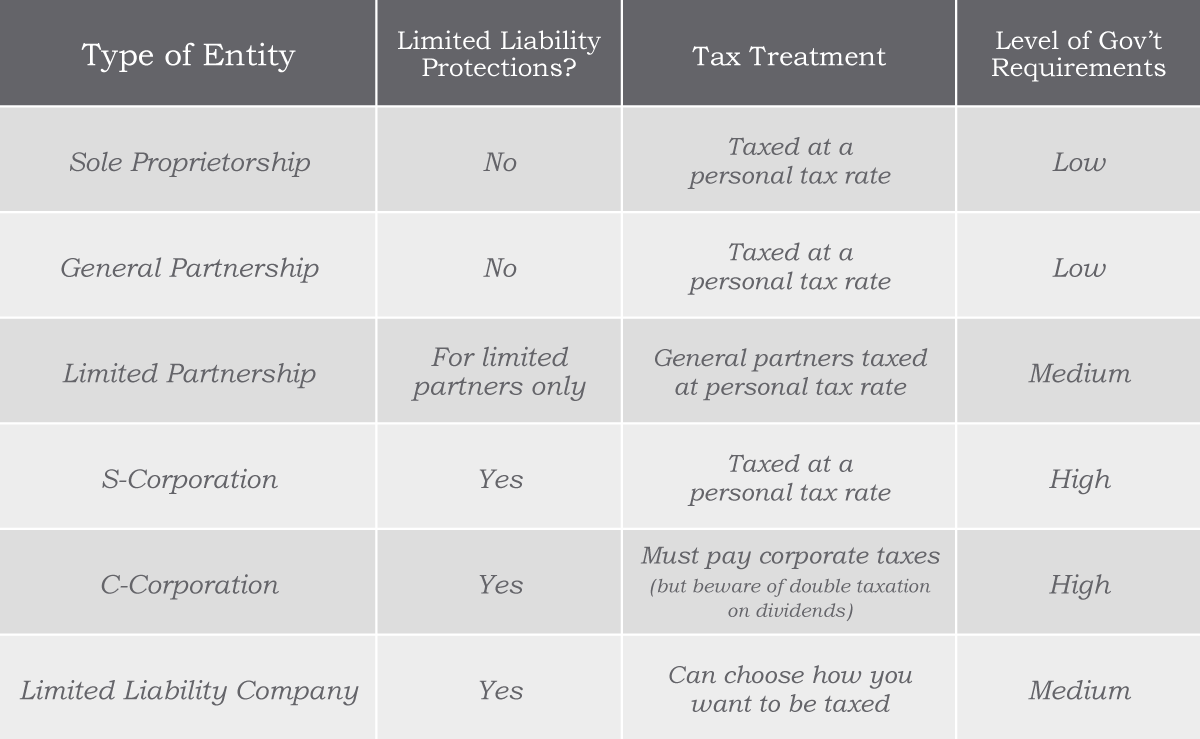 Type of Entity
Limited Liability
Protections?
Tax Treatment
Level of Gov’t
Requirements
Sole Proprietorship
No
Taxed at a
personal tax rate
Low
General Partnership
No
Taxed at a
personal tax rate
Low
Limited Partnership
For limited
partners only
General partners taxed
at personal tax rate
Medium
S-Corporation
Yes
Taxed at a
personal tax rate
High
C-Corporation
Yes
Must pay corporate taxes
(but beware of double taxation
on dividends)
High
Limited Liability Company
Yes
Can choose how you
want to be taxed
Medium